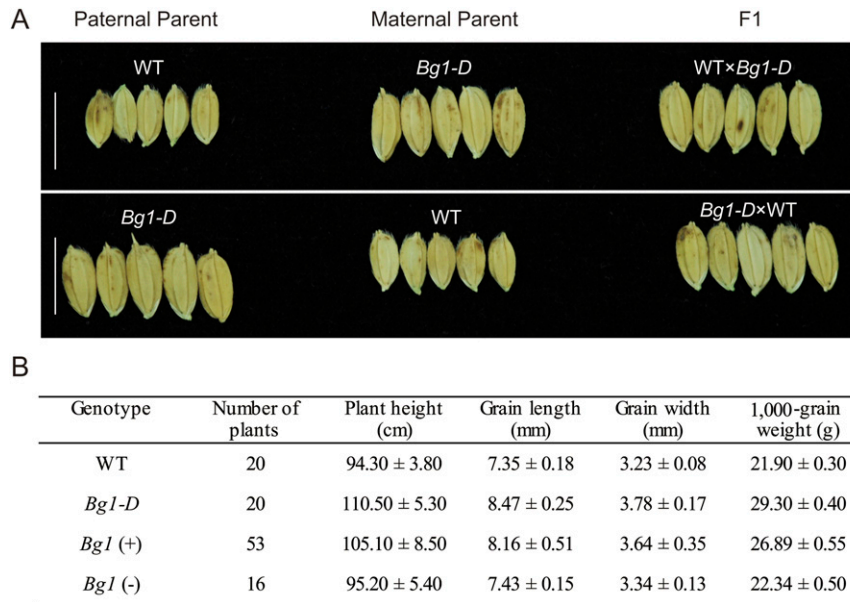 A
Paternal Parent Maternal Parent F1
WT Bg1-D WT×Bg1-D
Bg1-D WT Bg1-D×WT
B
Genotype Number of plants Plant height (cm) Grain length (mm) Grain width (mm) 1,000-grain weight (g)
WT 20 94.30 ± 3.80 7.35 ± 0.18 3.23 ± 0.08 21.90 ± 0.30
Bg1-D 20 110.50 ± 5.30 8.47 ± 0.25 3.78 ± 0.17 29.30 ± 0.40
Bg1 (+) 53 105.10 ± 8.50 8.16 ± 0.51 3.64 ± 0.35 26.89 ± 0.55
Bg1 (-) 16 95.20 ± 5.40 7.43 ± 0.15 3.34 ± 0.13 22.34 ± 0.50